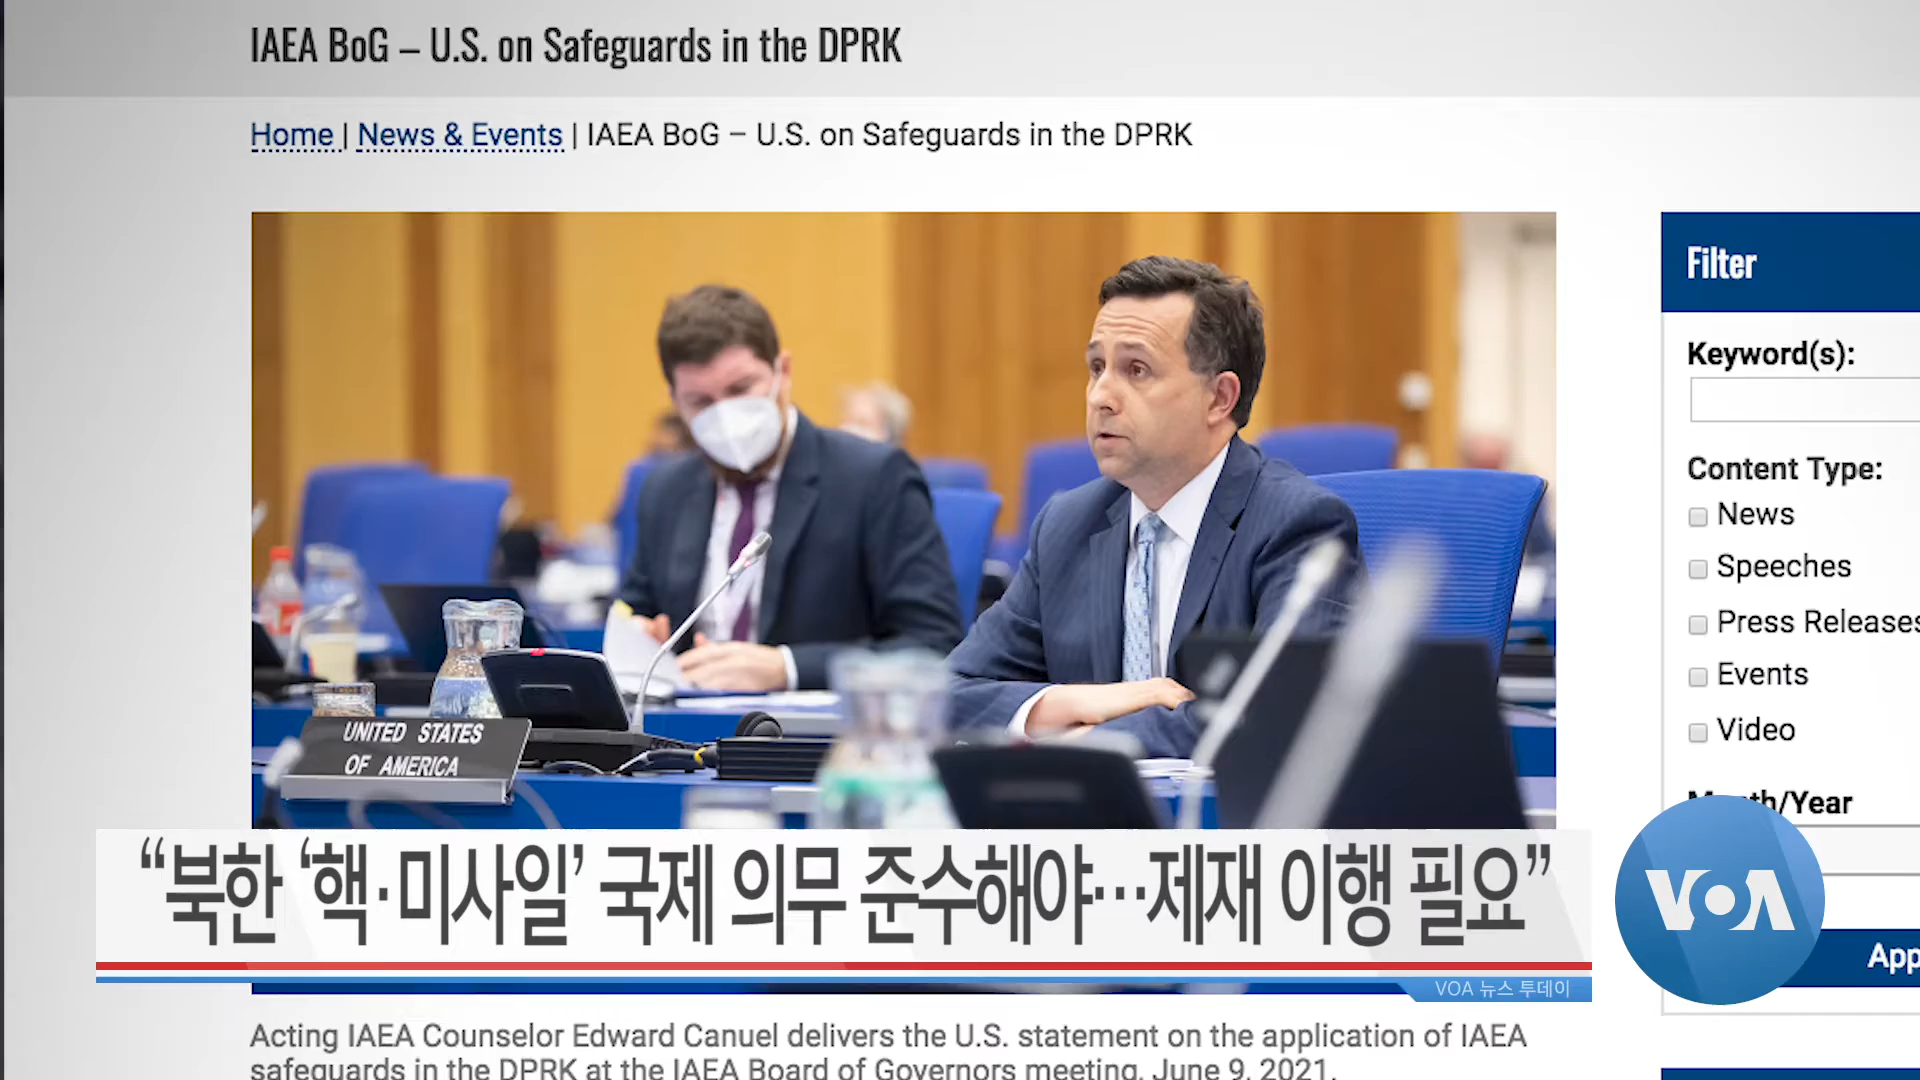 IAEA BoG – U.S. on Safeguards in the DPRK
Home | News & Events | IAEA BoG – U.S. on Safeguards in the DPRK
Filter
Keyword(s):
Content Type:
News
Speeches
Press Releases
Events
Video
Month/Year
App
UNITED STATES
OF AMERICA
“북한 ‘핵·미사일’ 국제 의무 준수해야…제재 이행 필요”
VOA
VOA 뉴스 투데이
Acting IAEA Counselor Edward Canuel delivers the U.S. statement on the application of IAEA
safeguards in the DPRK at the IAEA Board of Governors meeting, June 9, 2021.